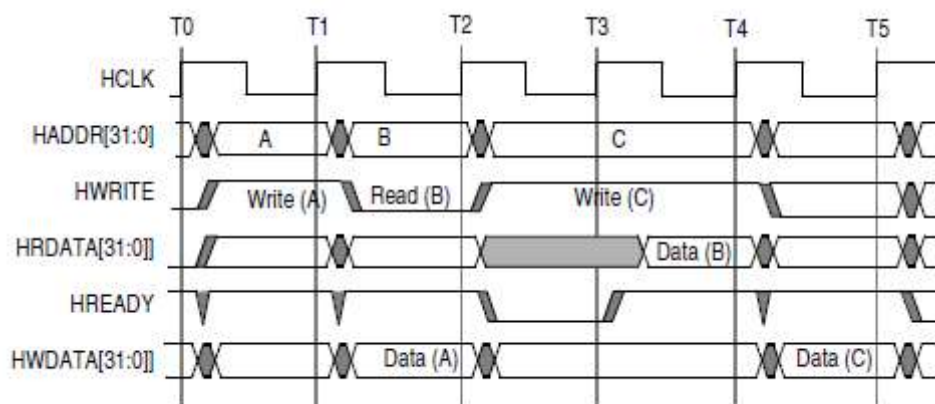 T0 T1 T2 T3 T4 T5
HCLK
HADDR[31:0] A B C
HWRITE Write (A) Read (B) Write (C)
HRDATA[31:0]] Data (B)
HREADY
HWDATA[31:0]] Data (A) Data (C)